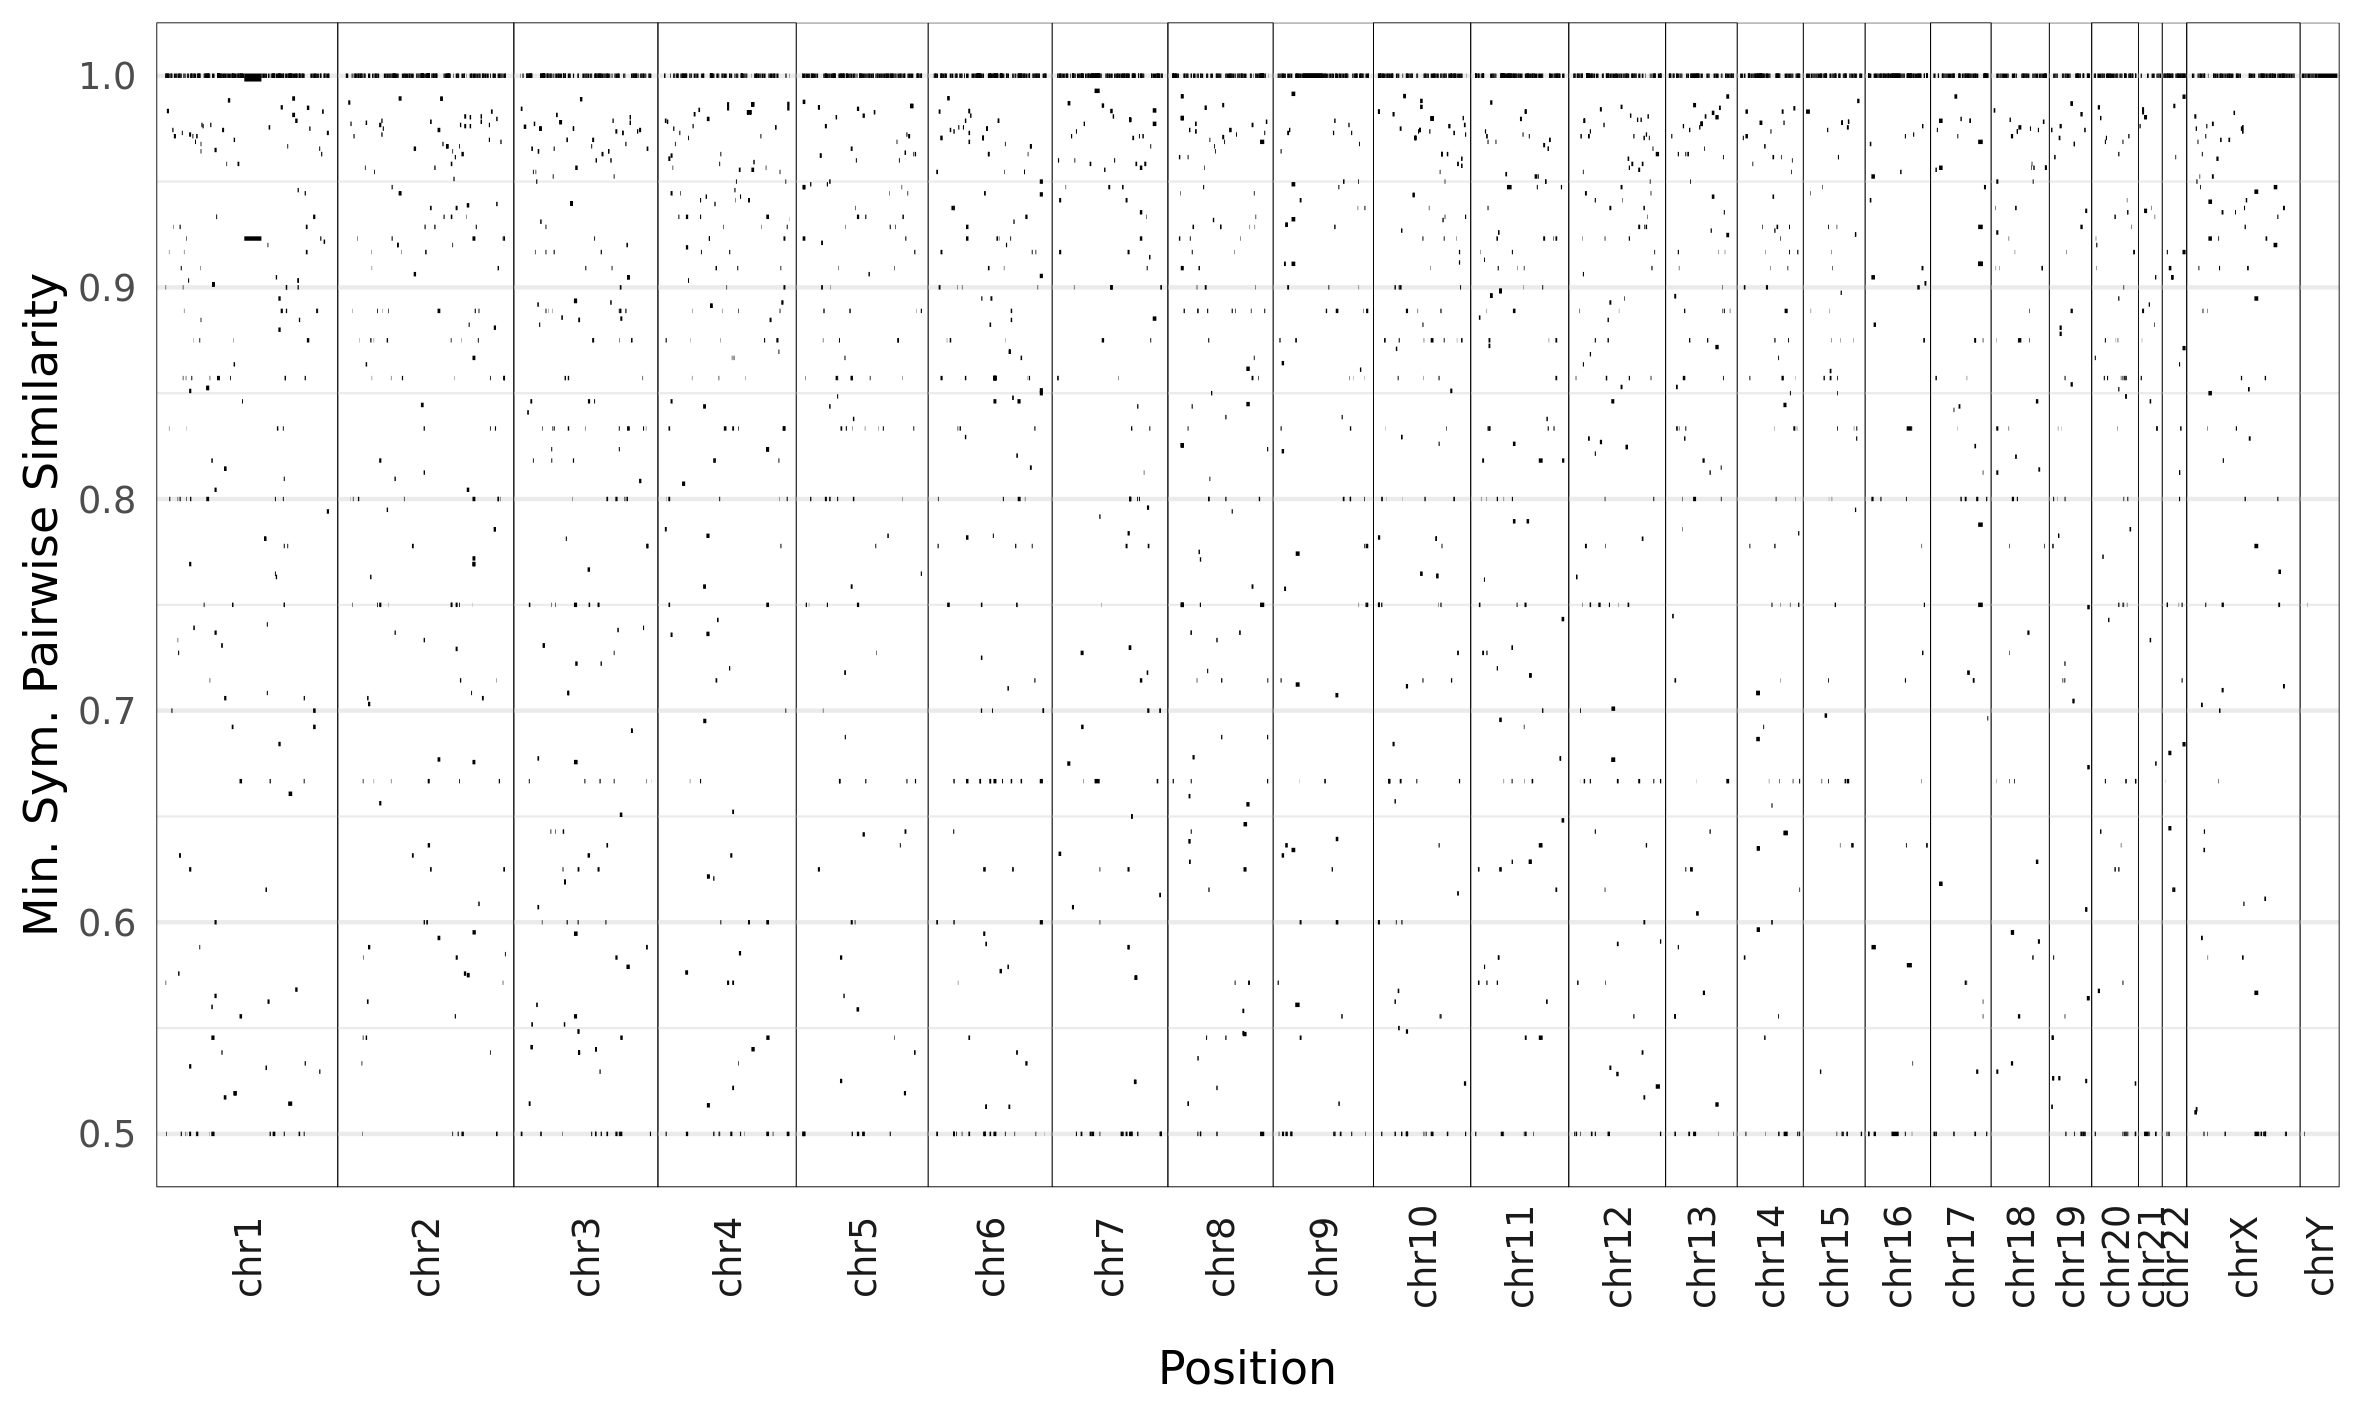 Min. Sym. Pairwise Similarity
1.0
0.9
0.8
0.7
0.6
0.5
chr1
chr2
chr3
chr4
chr5
chr6
chr7
chr8
chr9
chr10
chr11
chr12
chr13
chr14
chr15
chr16
chr17
chr18
chr19
chr20
chr21
chr22
chrX
chrY
Position